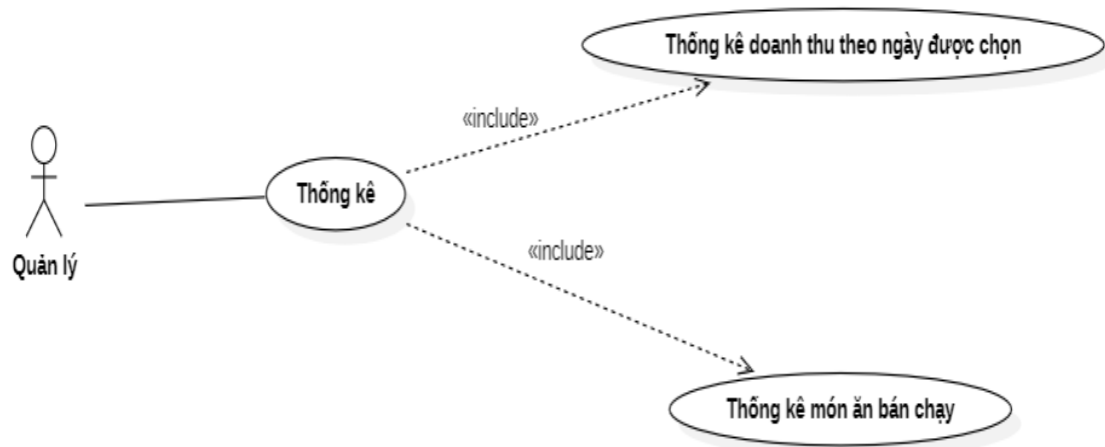 Thống kê doanh thu theo ngày được chọn
«include»
Thống kê
«include»
Quản lý
Thống kê món ăn bán chạy